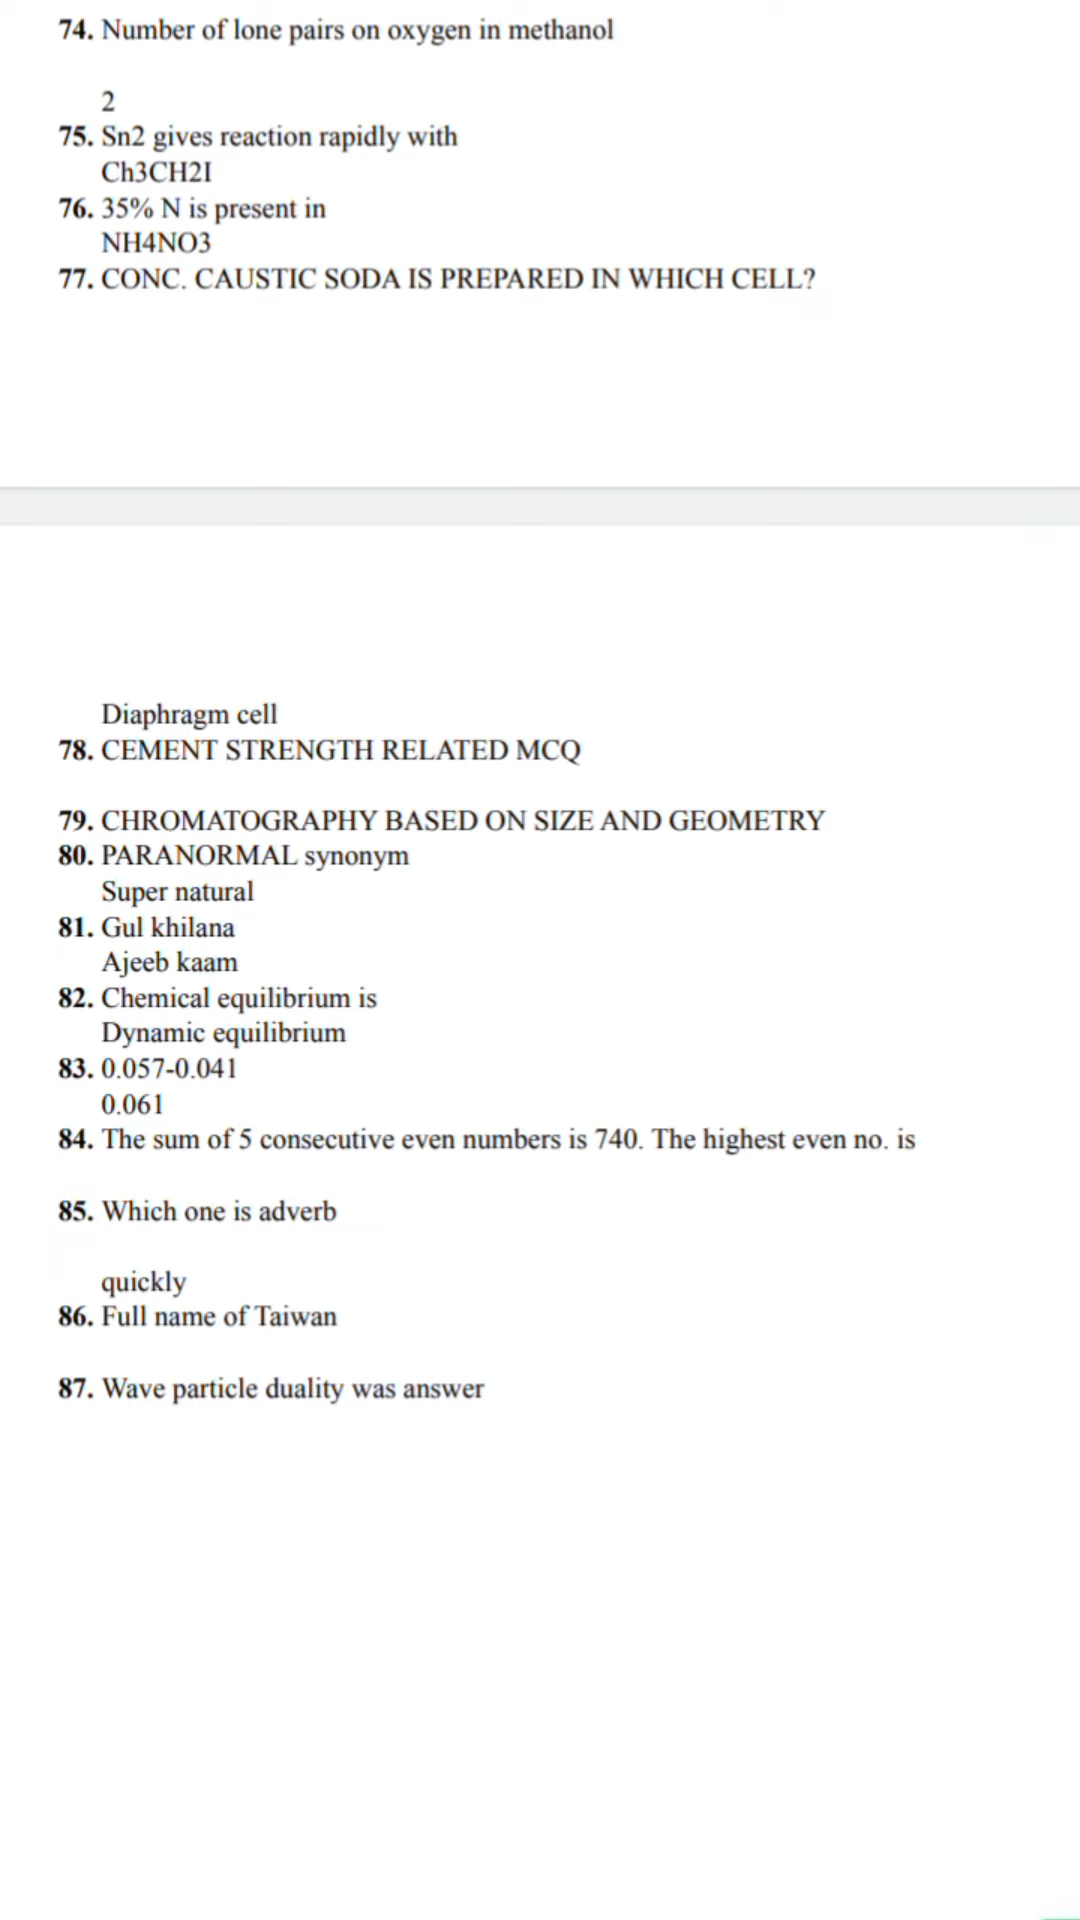 74. Number of lone pairs on oxygen in methanol
2
75. Sn2 gives reaction rapidly with
Ch3CH2I
76. 35% N is present in
NH4NO3
77. CONC. CAUSTIC SODA IS PREPARED IN WHICH CELL?
Diaphragm cell
78. CEMENT STRENGTH RELATED MCQ
79. CHROMATOGRAPHY BASED ON SIZE AND GEOMETRY
80. PARANORMAL synonym
Super natural
81. Gul khilana
Ajeeb kaam
82. Chemical equilibrium is
Dynamic equilibrium
83. 0.057-0.041
0.061
84. The sum of 5 consecutive even numbers is 740. The highest even no. is
85. Which one is adverb
quickly
86. Full name of Taiwan
87. Wave particle duality was answer